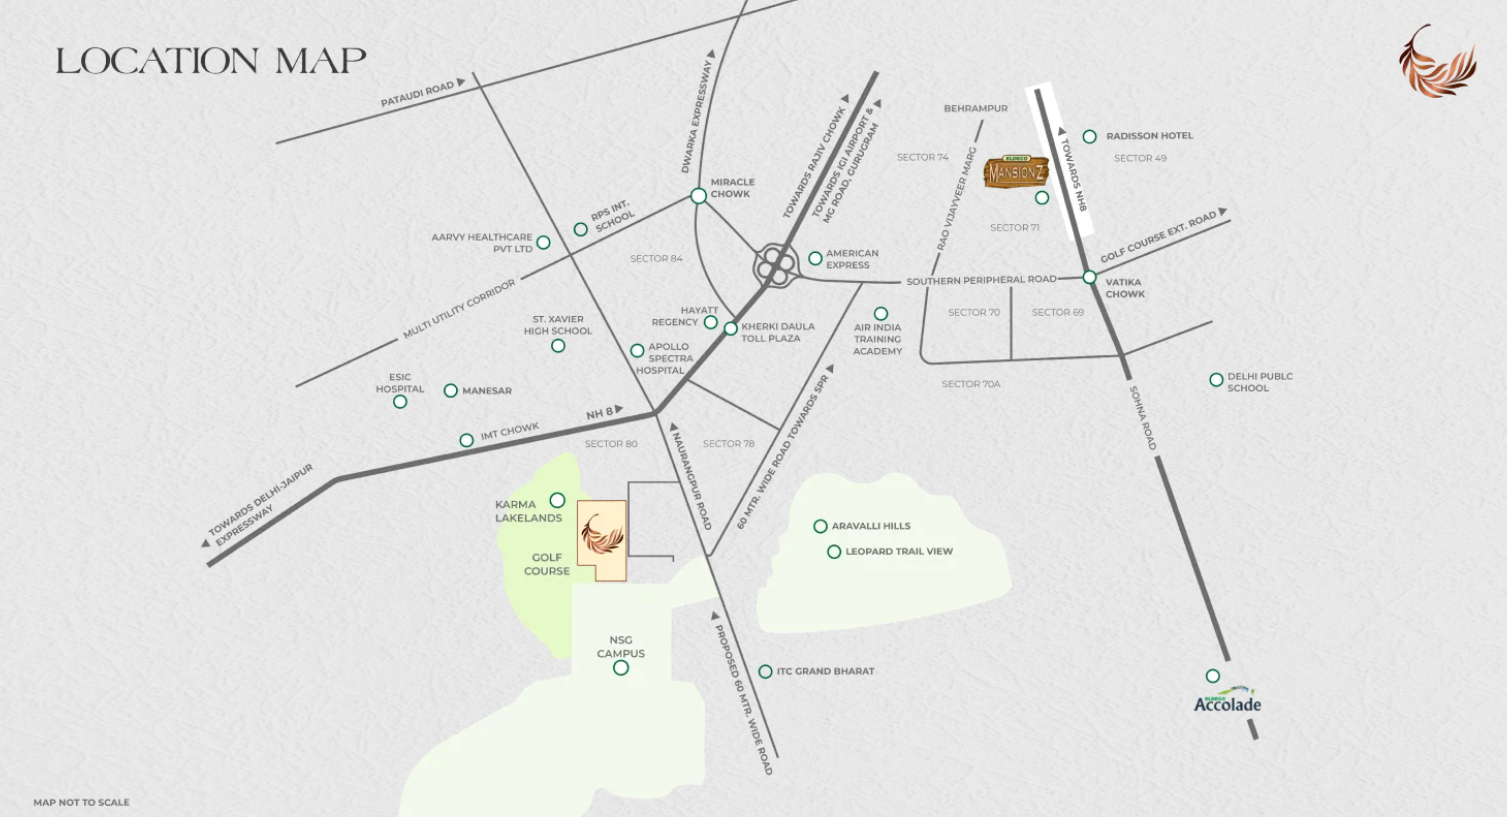 LOCATION MAP
PATAUDI ROAD
DWARKA EXPRESSWAY
TOWARDS RAJIV CHOWK
TOWARDS IGI AIRPORT &
MG ROAD, GURUGRAM
BEHRAMPUR
SECTOR 74
RAO VIJAYVEER MARG
ELDECO
MANSIONZ
TOWARDS NH8
RADISSON HOTEL
SECTOR 49
MIRACLE
CHOWK
RPS INT.
SCHOOL
AARVY HEALTHCARE
PVT LTD
SECTOR 84
AMERICAN
EXPRESS
SECTOR 71
GOLF COURSE EXT. ROAD
SOUTHERN PERIPHERAL ROAD
VATIKA
CHOWK
MULTI UTILITY CORRIDOR
ST. XAVIER
HIGH SCHOOL
HAYATT
REGENCY
KHERKI DAULA
TOLL PLAZA
AIR INDIA
TRAINING
ACADEMY
SECTOR 70
SECTOR 69
APOLLO
SPECTRA
HOSPITAL
ESIC
HOSPITAL
MANESAR
SECTOR 70A
DELHI PUBLC
SCHOOL
NH 8
IMT CHOWK
SECTOR 80
SECTOR 78
NAURANGPUR ROAD
60 MTR. WIDE ROAD TOWARDS SPR
SOHNA ROAD
TOWARDS DELHI-JAIPUR
EXPRESSWAY
KARMA
LAKELANDS
GOLF
COURSE
ARAVALLI HILLS
LEOPARD TRAIL VIEW
NSG
CAMPUS
PROPOSED 60 MTR. WIDE ROAD
ITC GRAND BHARAT
ELDECO
Accolade
MAP NOT TO SCALE